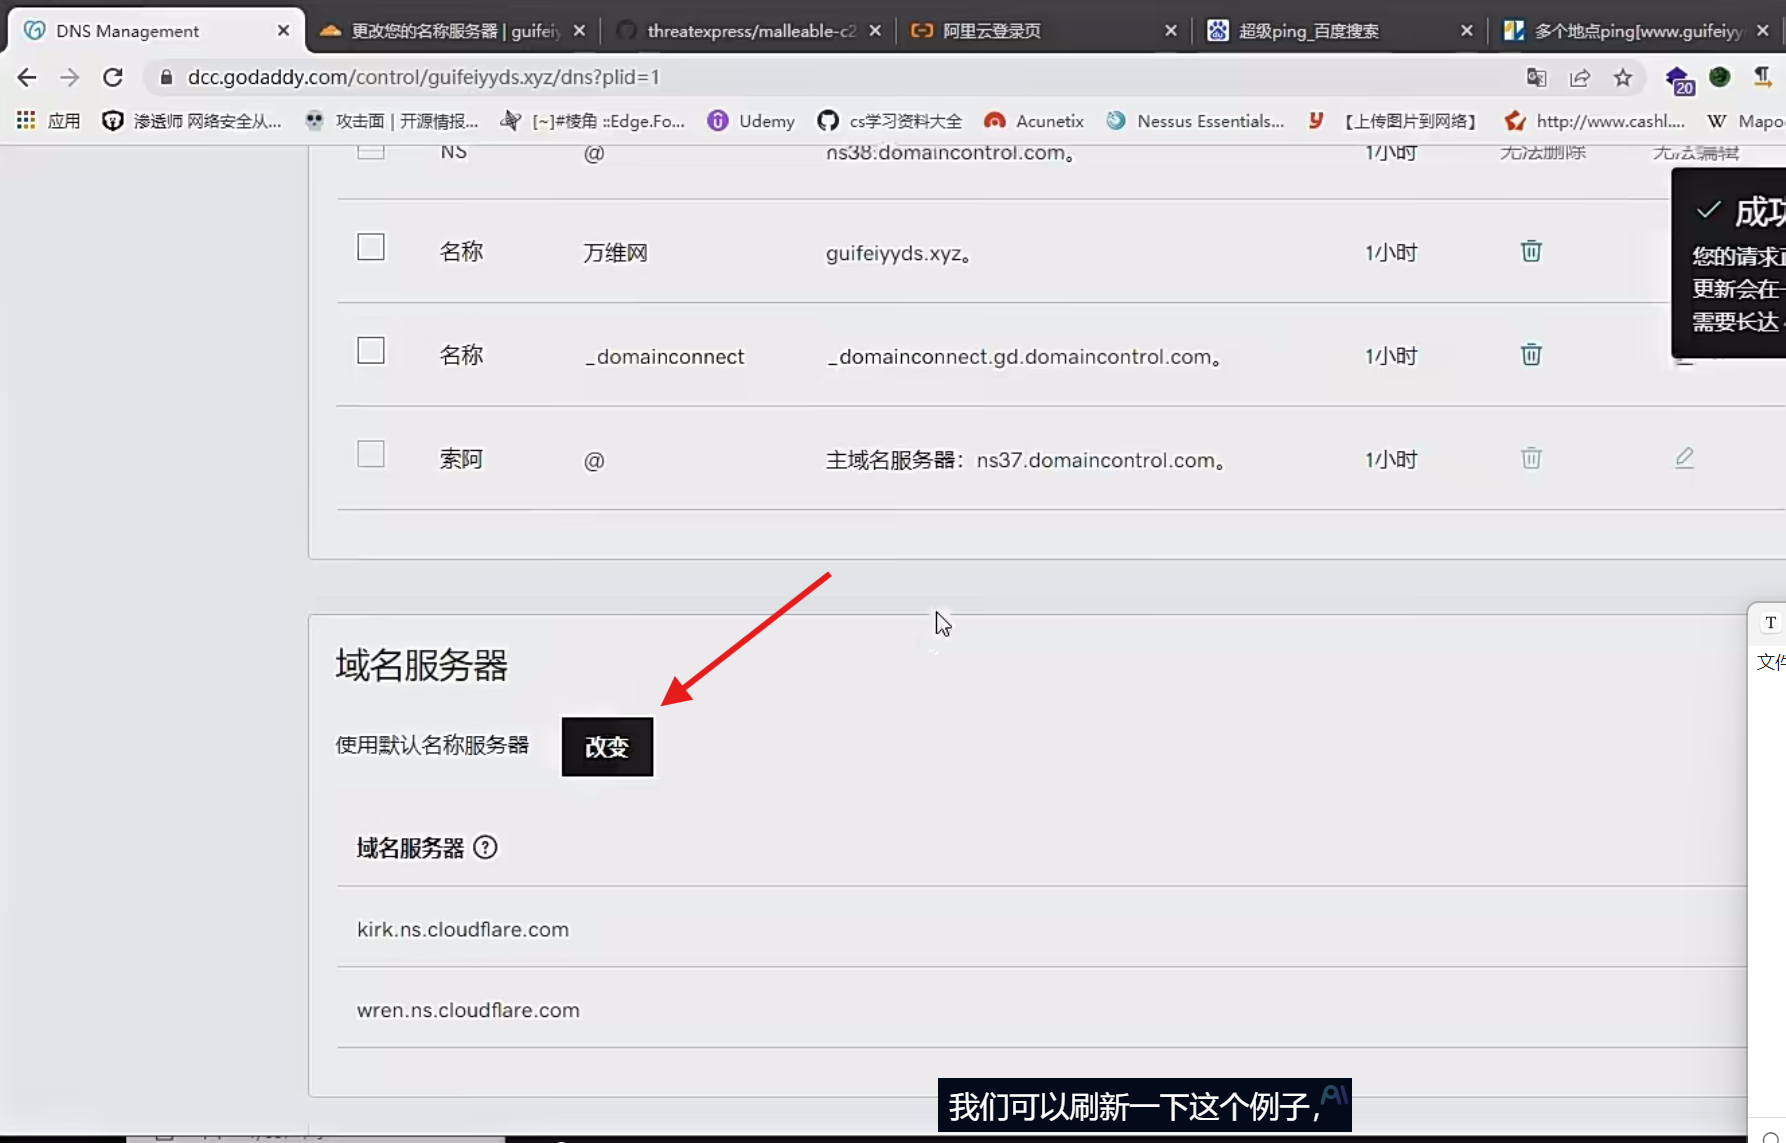 DNS Management
更改您的名称服务器 | guifeiy
threatexpress/malleable-c2
阿里云登录页
超级ping_百度搜索
多个地点ping[www.guifeiyy
dcc.godaddy.com/control/guifeiyyds.xyz/dns?plid=1
20
应用
渗透师 网络安全从...
攻击面 | 开源情报...
[~]#棱角 ::Edge.Fo...
Udemy
cs学习资料大全
Acunetix
Nessus Essentials...
【上传图片到网络】
http://www.cashl....
Mapo
NS @ ns38.domaincontrol.com。 1小时 无法删除 无法编辑
名称 万维网 guifeiyyds.xyz。 1小时
名称 _domainconnect _domainconnect.gd.domaincontrol.com。 1小时
索阿 @ 主域名服务器：ns37.domaincontrol.com。 1小时
成功
您的请求正
更新会在一
需要长达
域名服务器
使用默认名称服务器 改变
域名服务器 ?
kirk.ns.cloudflare.com
wren.ns.cloudflare.com
T
文件
我们可以刷新一下这个例子，